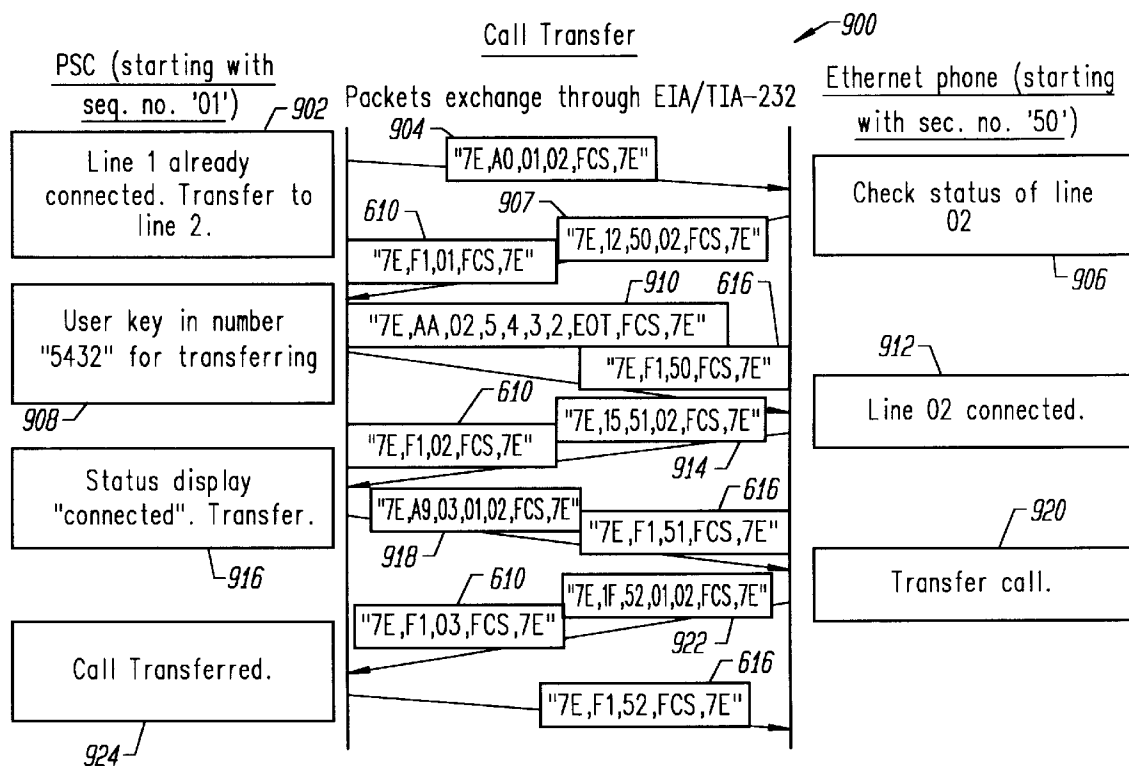 Call Transfer
900
PSC (starting with
seq. no. '01')
902
Packets exchange through EIA/TIA-232
Ethernet phone (starting
with sec. no. '50')
904
Line 1 already
connected. Transfer to
line 2.
"7E,A0,01,02,FCS,7E"
Check status of line
02
906
907
610
"7E,12,50,02,FCS,7E"
"7E,F1,01,FCS,7E"
910
616
User key in number
"5432" for transferring
908
"7E,AA,02,5,4,3,2,EOT,FCS,7E"
"7E,F1,50,FCS,7E"
912
Line 02 connected.
610
"7E,15,51,02,FCS,7E"
"7E,F1,02,FCS,7E"
914
Status display
"connected". Transfer.
916
616
"7E,A9,03,01,02,FCS,7E"
"7E,F1,51,FCS,7E"
918
920
Transfer call.
610
"7E,1F,52,01,02,FCS,7E"
"7E,F1,03,FCS,7E"
922
Call Transferred.
924
616
"7E,F1,52,FCS,7E"